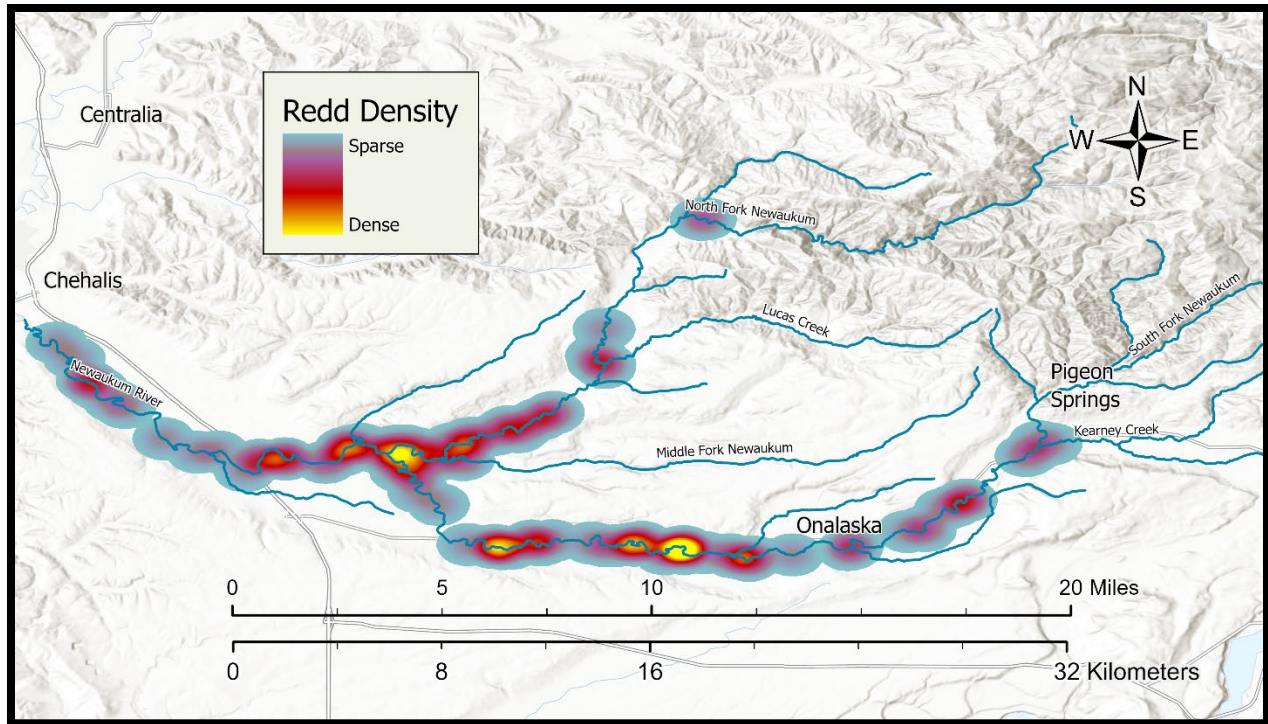 Centralia
Redd Density
Sparse
Dense
N
W
E
S
North Fork Newaukum
Chehalis
Lucas Creek
South Fork Newaukum
Newaukum River
Pigeon
Springs
Kearney Creek
Middle Fork Newaukum
Onalaska
0
5
10
20 Miles
0
8
16
32 Kilometers